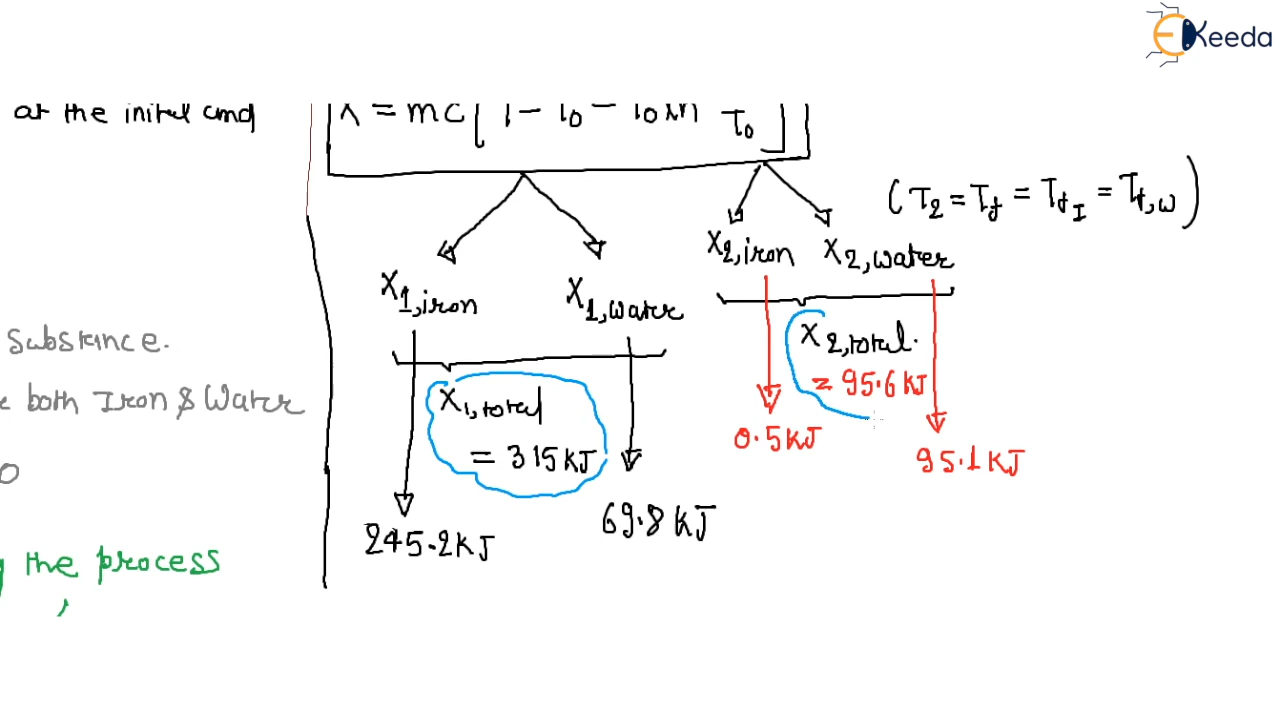 Keeda
at the initial cmd
X = mc[ T - T0 - T0 ln T0 ]
(T2 = Tf = Tf I = Tf,w)
X2,iron X2,water
X1,iron X1,water
X2,total.
= 95.6 KJ
Substance.
both Iron & Water
X1,total
= 315 KJ
0.5 KJ
95.1 KJ
245.2 KJ
69.8 KJ
the process